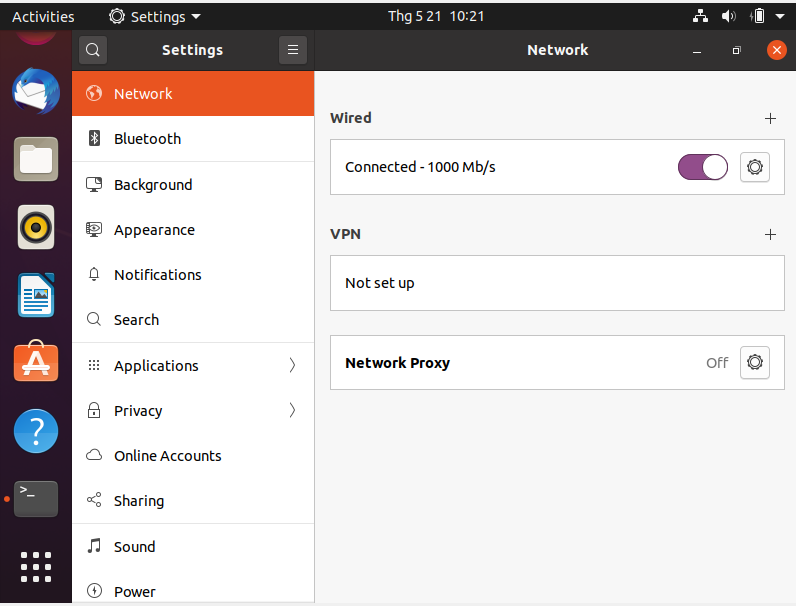 Activities
Settings
Thg 5 21 10:21
Settings
Network
Network
Bluetooth
Background
Appearance
Notifications
Search
Applications
Privacy
Online Accounts
Sharing
Sound
Power
Wired
Connected - 1000 Mb/s
VPN
Not set up
Network Proxy
Off